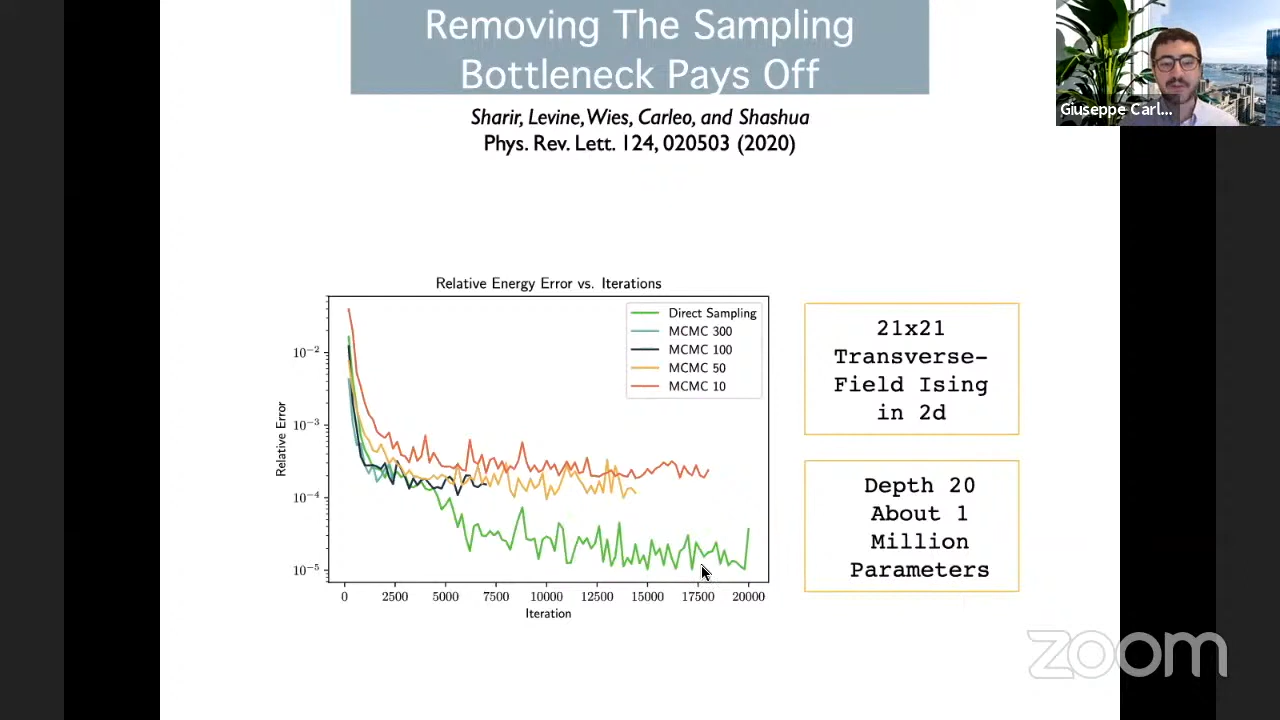 Removing The Sampling
Bottleneck Pays Off
Sharir, Levine, Wies, Carleo, and Shashua
Phys. Rev. Lett. 124, 020503 (2020)
Giuseppe Carl...
Relative Energy Error vs. Iterations
Direct Sampling
MCMC 300
MCMC 100
MCMC 50
MCMC 10
10⁻²
10⁻³
10⁻⁴
10⁻⁵
Relative Error
0 2500 5000 7500 10000 12500 15000 17500 20000
Iteration
21x21
Transverse-
Field Ising
in 2d
Depth 20
About 1
Million
Parameters
zoom